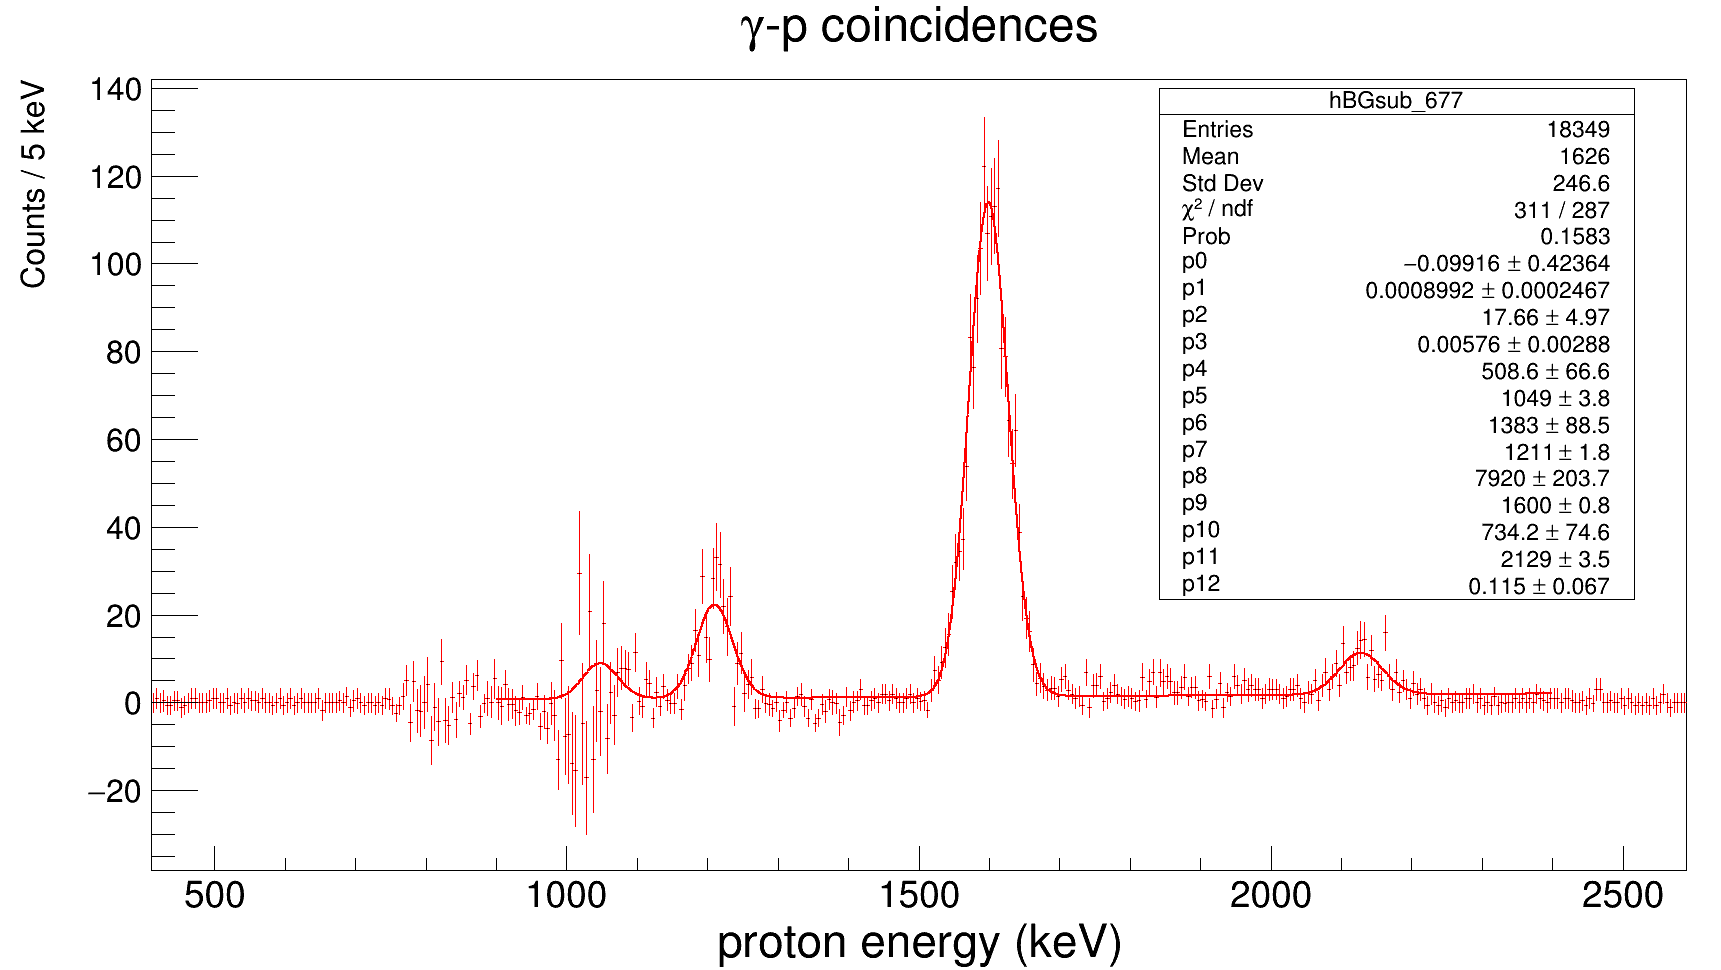 γ-p coincidences
Counts / 5 keV
140
120
100
80
60
40
20
0
−20
hBGsub_677
Entries 18349
Mean 1626
Std Dev 246.6
χ² / ndf 311 / 287
Prob 0.1583
p0 −0.09916 ± 0.42364
p1 0.0008992 ± 0.0002467
p2 17.66 ± 4.97
p3 0.00576 ± 0.00288
p4 508.6 ± 66.6
p5 1049 ± 3.8
p6 1383 ± 88.5
p7 1211 ± 1.8
p8 7920 ± 203.7
p9 1600 ± 0.8
p10 734.2 ± 74.6
p11 2129 ± 3.5
p12 0.115 ± 0.067
500 1000 1500 2000 2500
proton energy (keV)